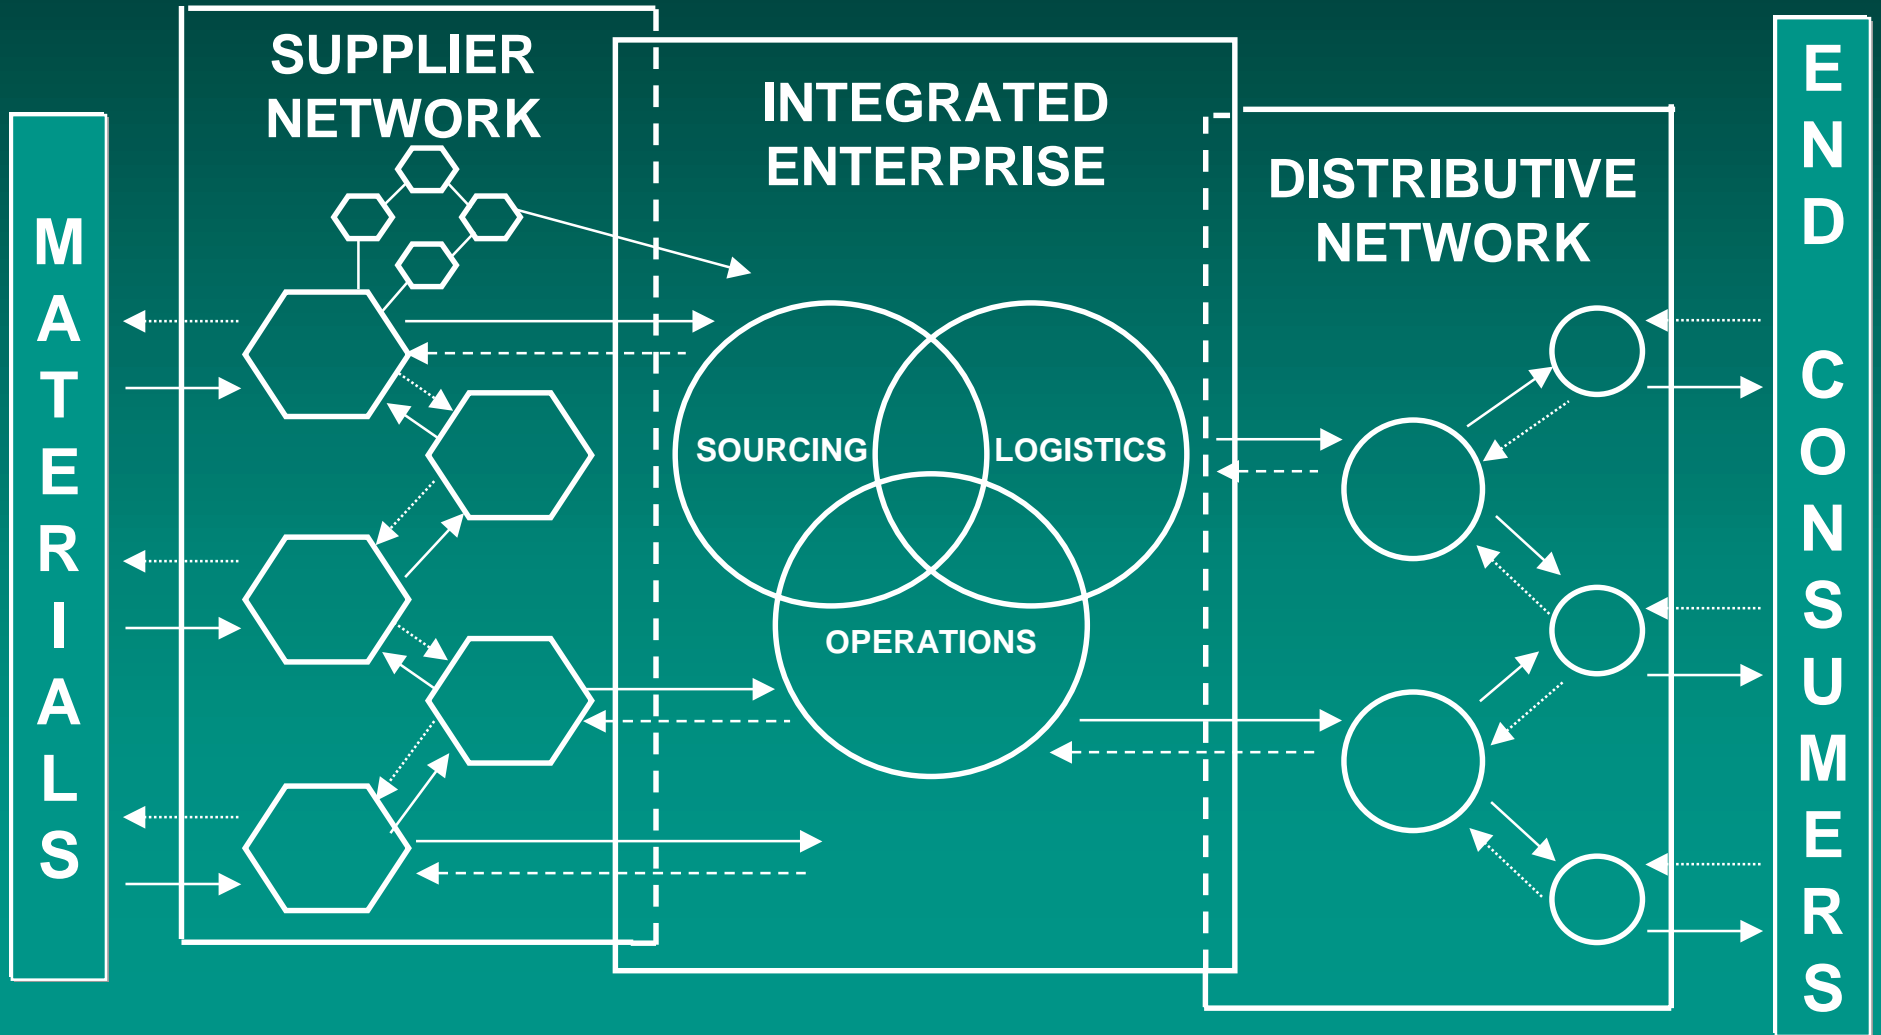 MATERIALS
SUPPLIER
NETWORK
INTEGRATED
ENTERPRISE
SOURCING
LOGISTICS
OPERATIONS
DISTRIBUTIVE
NETWORK
END CONSUMERS